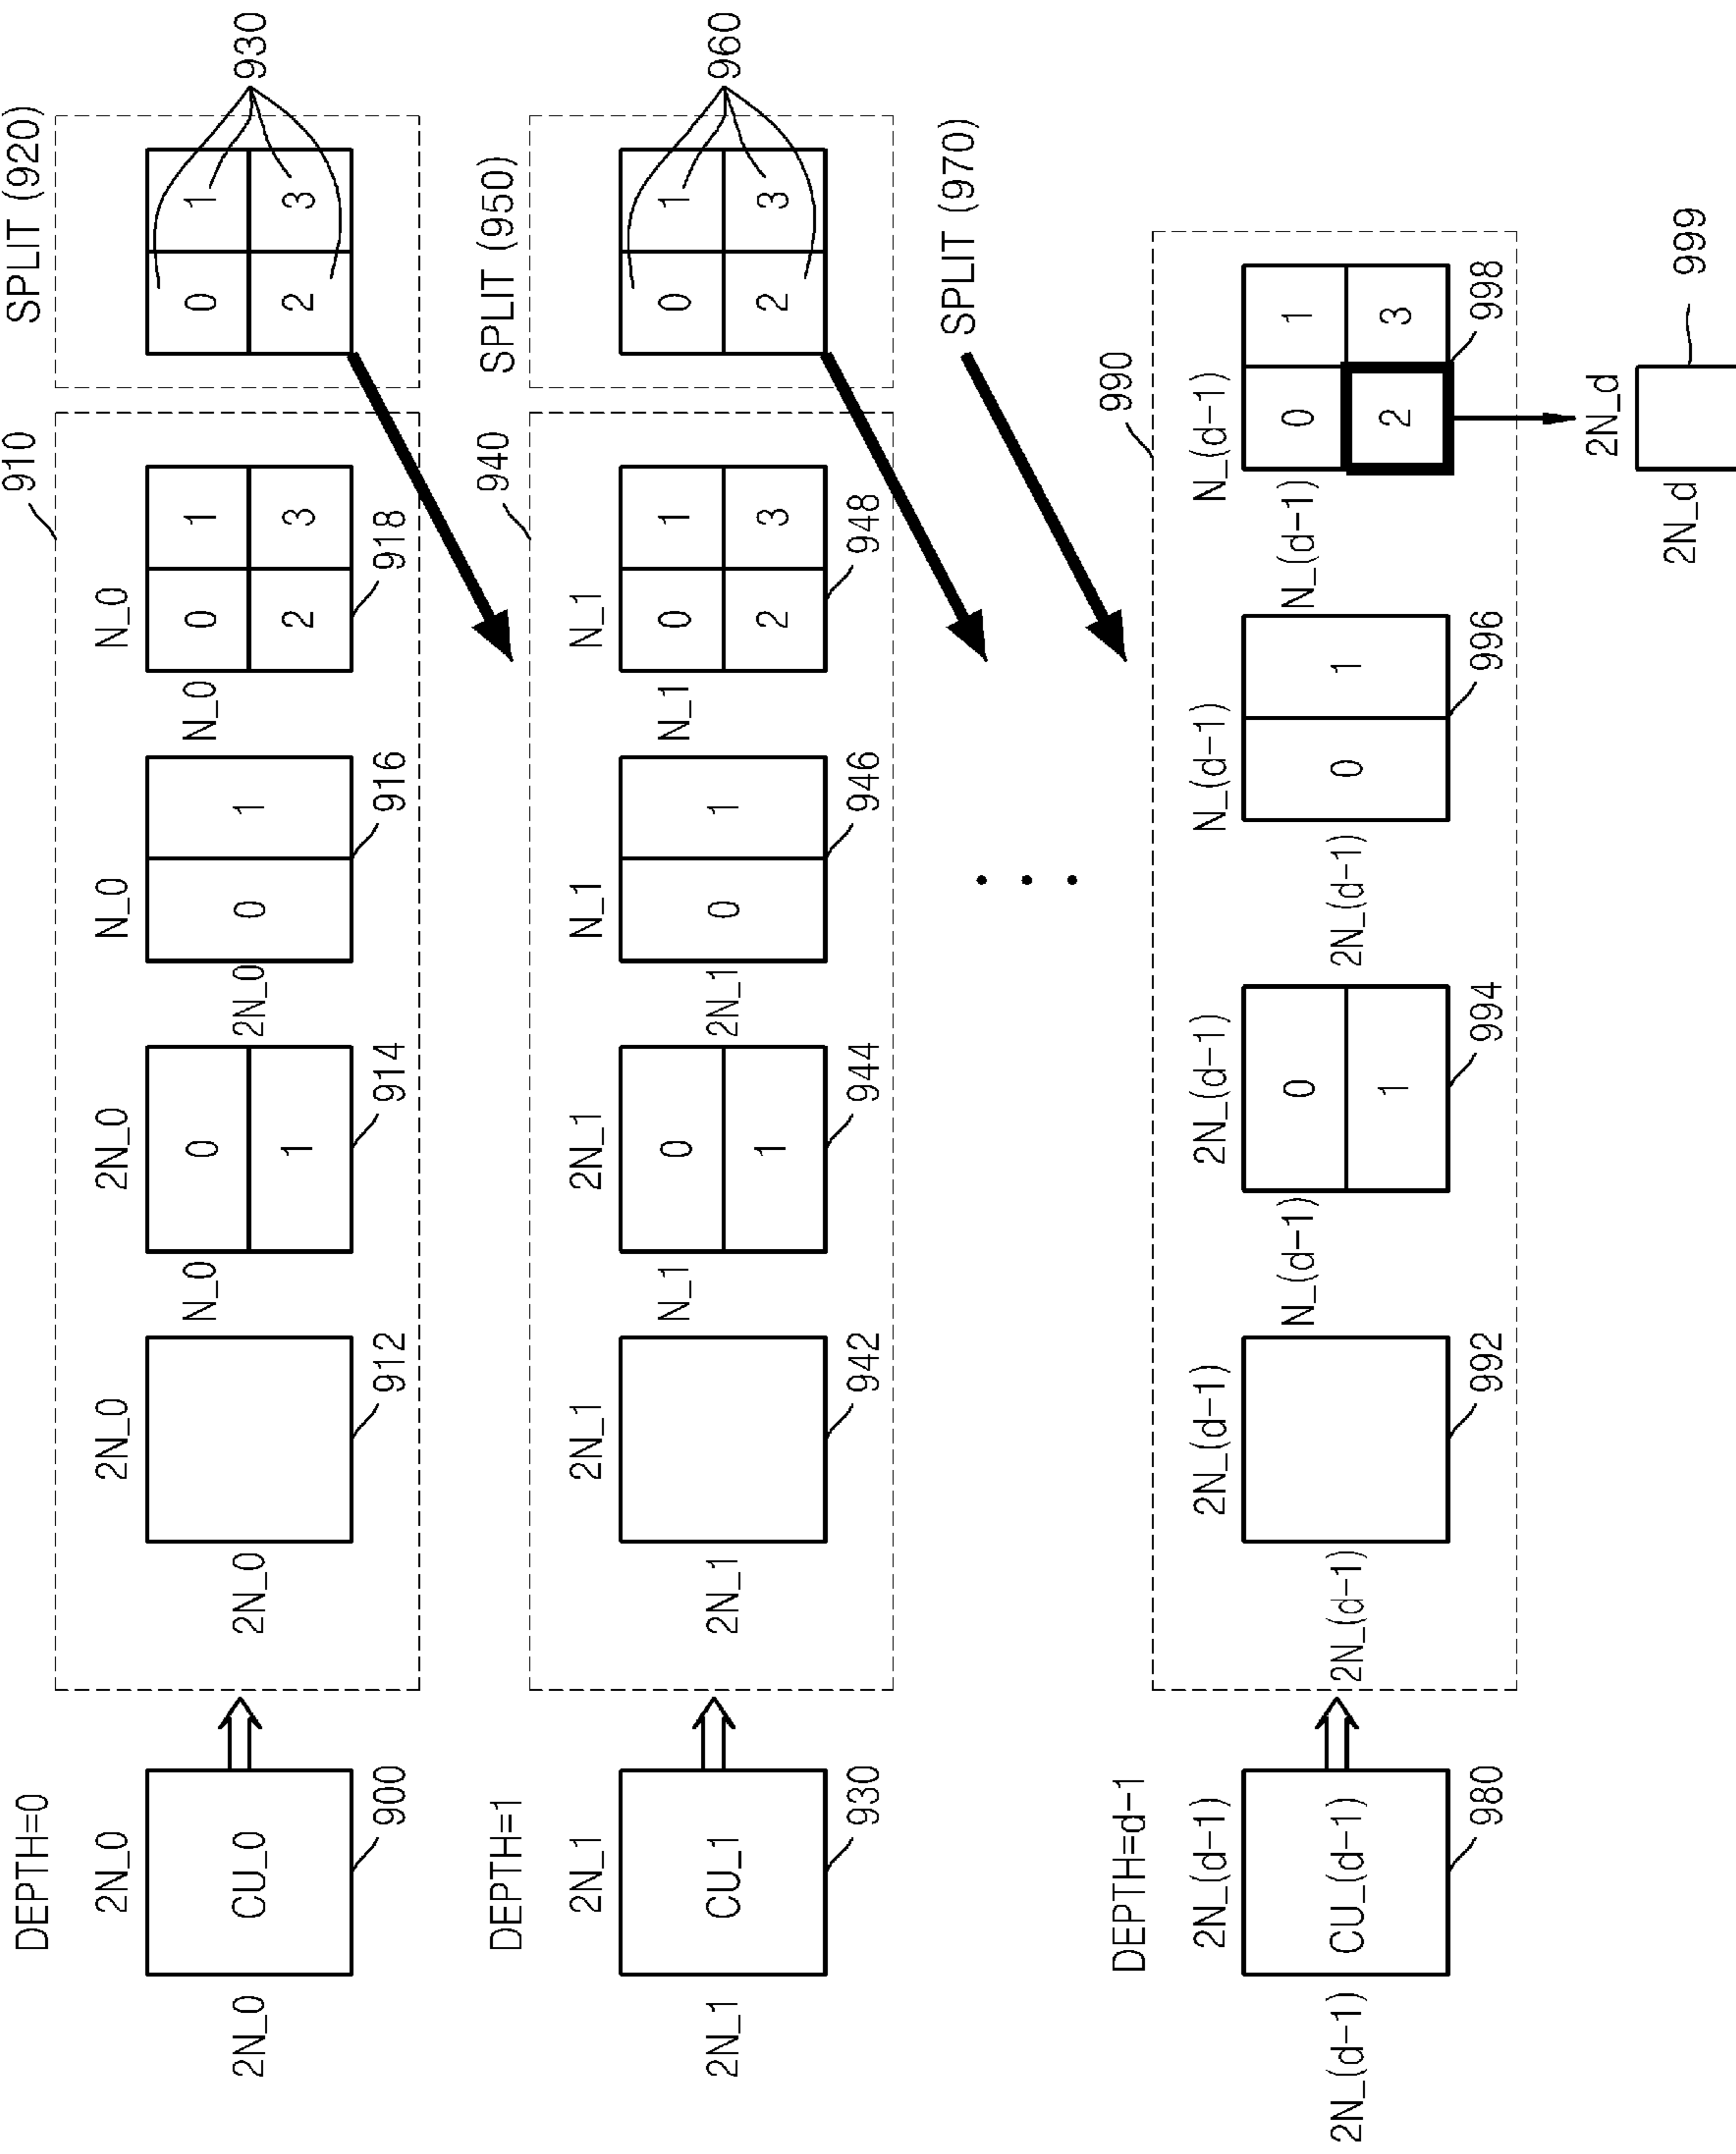 DEPTH=0
2N_0
2N_0
CU_0
900
910
2N_0
2N_0
912
2N_0
N_0
0
1
914
N_0
2N_0
0
1
916
N_0
N_0
0
1
2
3
918
SPLIT (920)
0
1
2
3
930
DEPTH=1
2N_1
2N_1
CU_1
930
940
2N_1
2N_1
942
2N_1
N_1
0
1
944
N_1
2N_1
0
1
946
N_1
N_1
0
1
2
3
948
SPLIT (950)
0
1
2
3
960
SPLIT (970)
DEPTH=d-1
2N_(d-1)
2N_(d-1)
CU_(d-1)
980
990
2N_(d-1)
2N_(d-1)
992
2N_(d-1)
N_(d-1)
0
1
994
N_(d-1)
2N_(d-1)
0
1
996
N_(d-1)
N_(d-1)
0
1
2
3
998
2N_d
2N_d
999